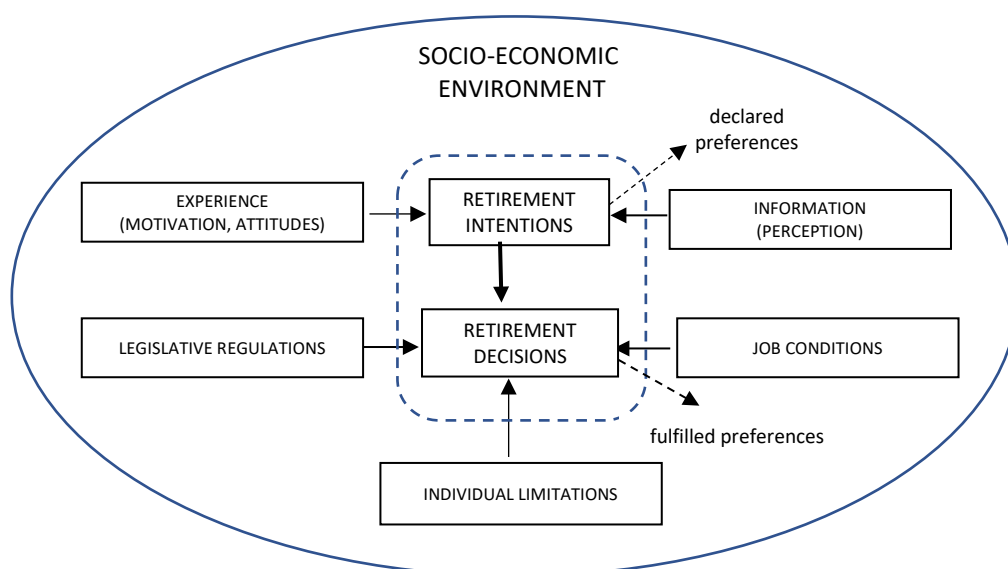 SOCIO-ECONOMIC
ENVIRONMENT
declared
preferences
EXPERIENCE
(MOTIVATION, ATTITUDES)
RETIREMENT
INTENTIONS
INFORMATION
(PERCEPTION)
LEGISLATIVE REGULATIONS
RETIREMENT
DECISIONS
JOB CONDITIONS
fulfilled preferences
INDIVIDUAL LIMITATIONS